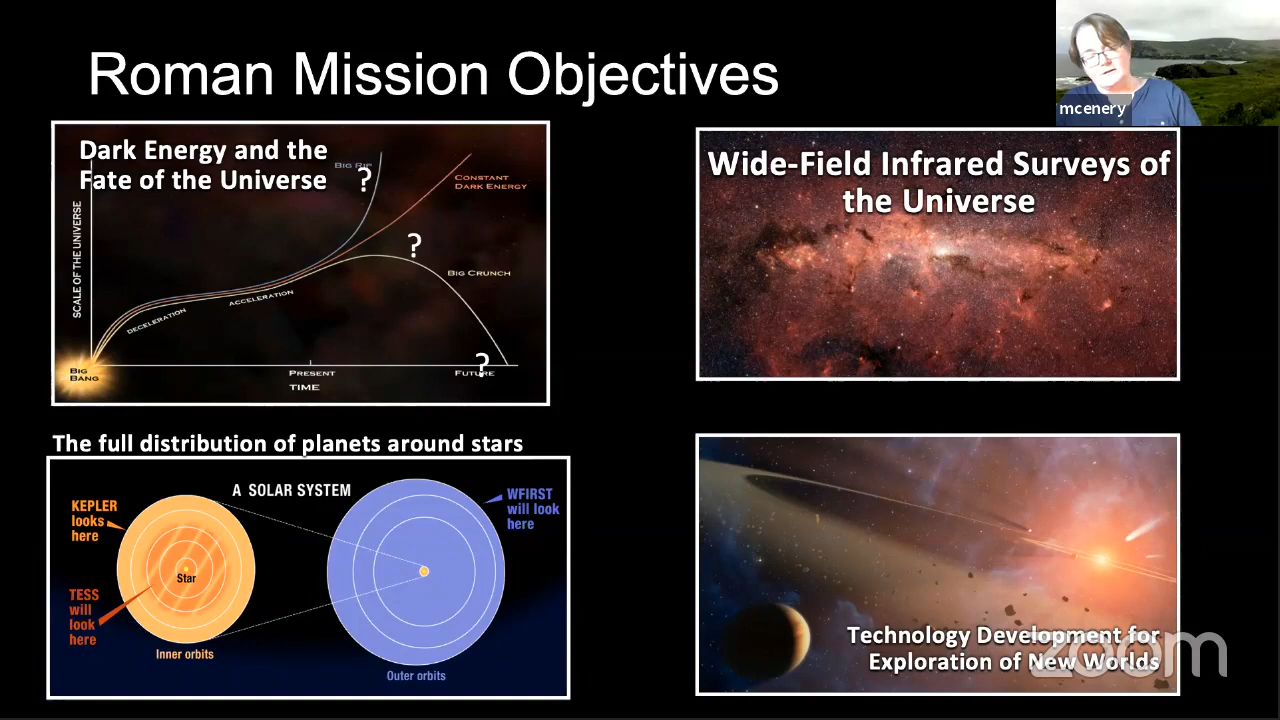 Roman Mission Objectives
mcenery
Dark Energy and the
Fate of the Universe
BIG RIP
?
CONSTANT
DARK ENERGY
?
BIG CRUNCH
SCALE OF THE UNIVERSE
DECELERATION
ACCELERATION
BIG
BANG
PRESENT
TIME
FUTURE
?
Wide-Field Infrared Surveys of
the Universe
The full distribution of planets around stars
A SOLAR SYSTEM
KEPLER
looks
here
WFIRST
will look
here
Star
TESS
will
look
here
Inner orbits
Outer orbits
Technology Development for
Exploration of New Worlds
zoom